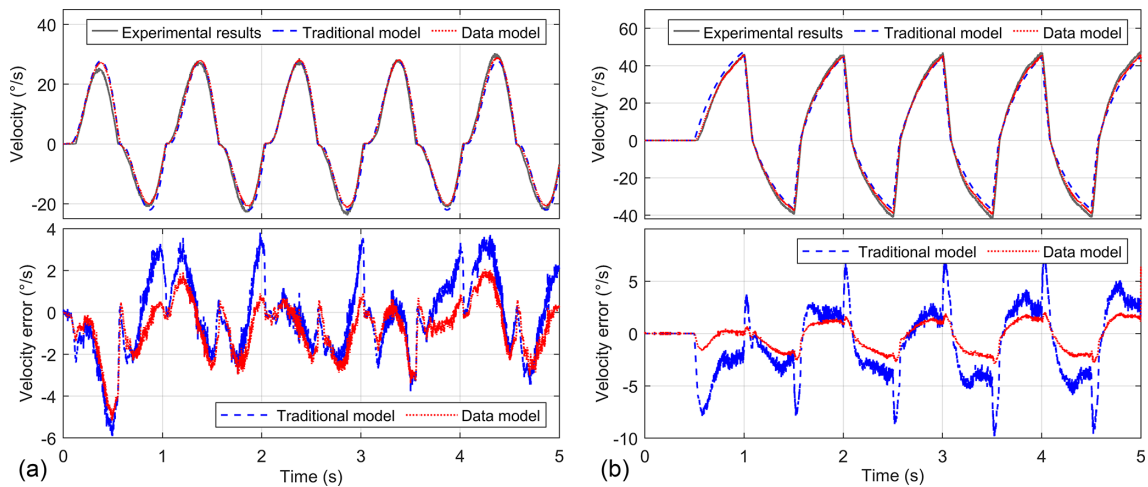 Experimental results Traditional model Data model
Velocity (°/s)
40
20
0
-20
Velocity error (°/s)
4
2
0
-2
-4
-6
Traditional model Data model
0 1 2 3 4 5
Time (s)
(a)
Experimental results Traditional model Data model
Velocity (°/s)
60
40
20
0
-20
-40
Traditional model Data model
Velocity error (°/s)
5
0
-5
-10
0 1 2 3 4 5
Time (s)
(b)